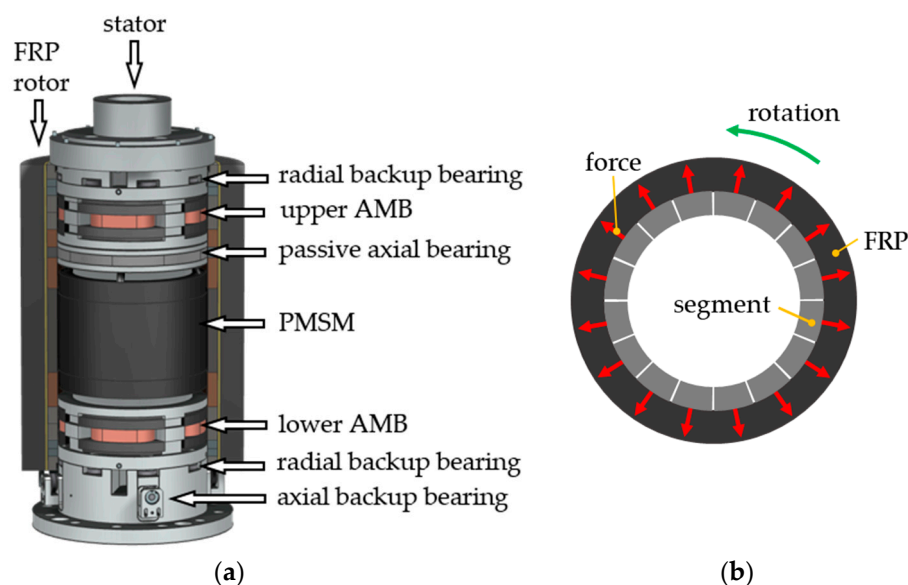 stator
FRP
rotor
radial backup bearing
upper AMB
passive axial bearing
PMSM
lower AMB
radial backup bearing
axial backup bearing
(a)
rotation
force
FRP
segment
(b)